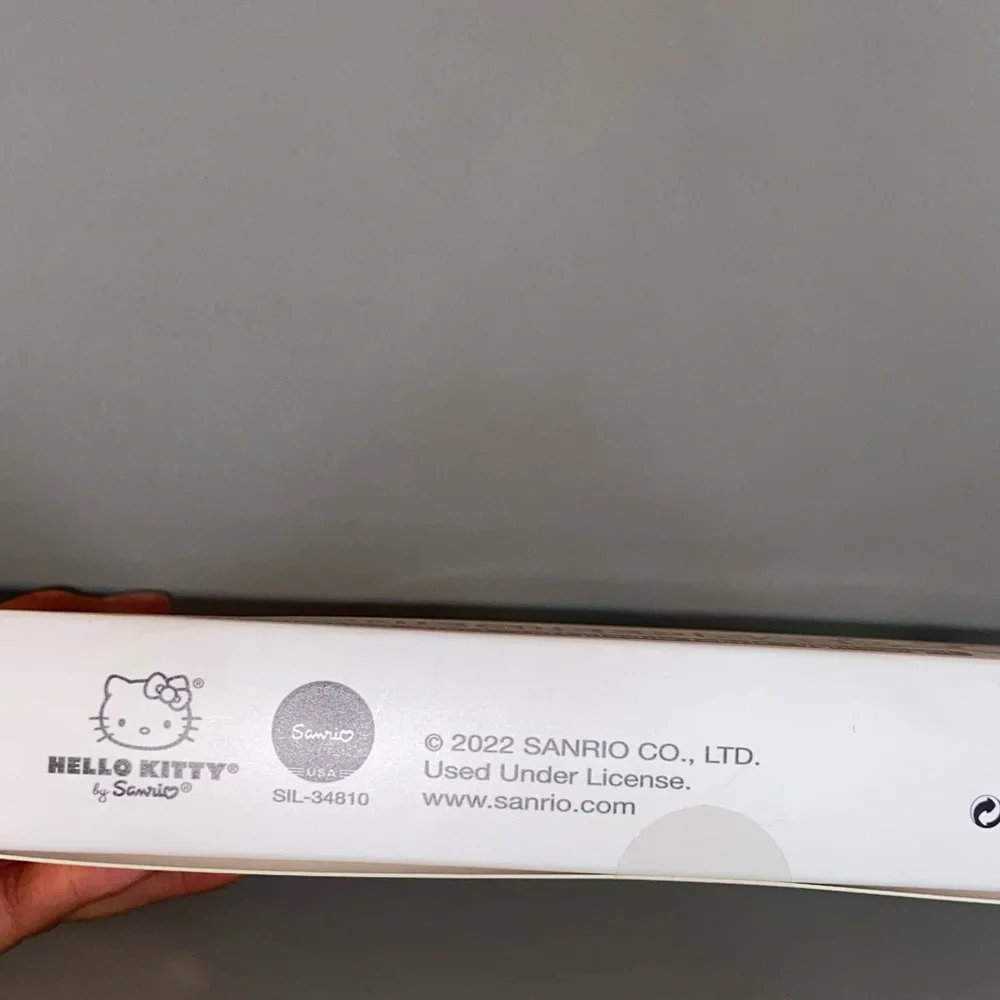 HELLO KITTY®
by Sanrio®
Sanrio
USA
SIL-34810
© 2022 SANRIO CO., LTD.
Used Under License.
www.sanrio.com